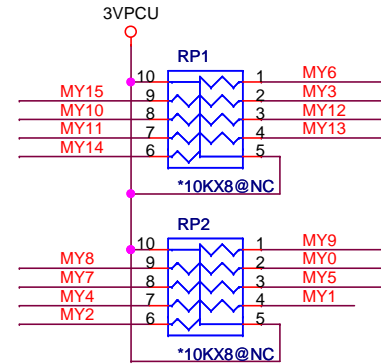 3VPCU
RP1
10 1 MY6
MY15 9 2 MY3
MY10 8 3 MY12
MY11 7 4 MY13
MY14 6 5
*10KX8@NC
RP2
10 1 MY9
MY8 9 2 MY0
MY7 8 3 MY5
MY4 7 4 MY1
MY2 6 5
*10KX8@NC